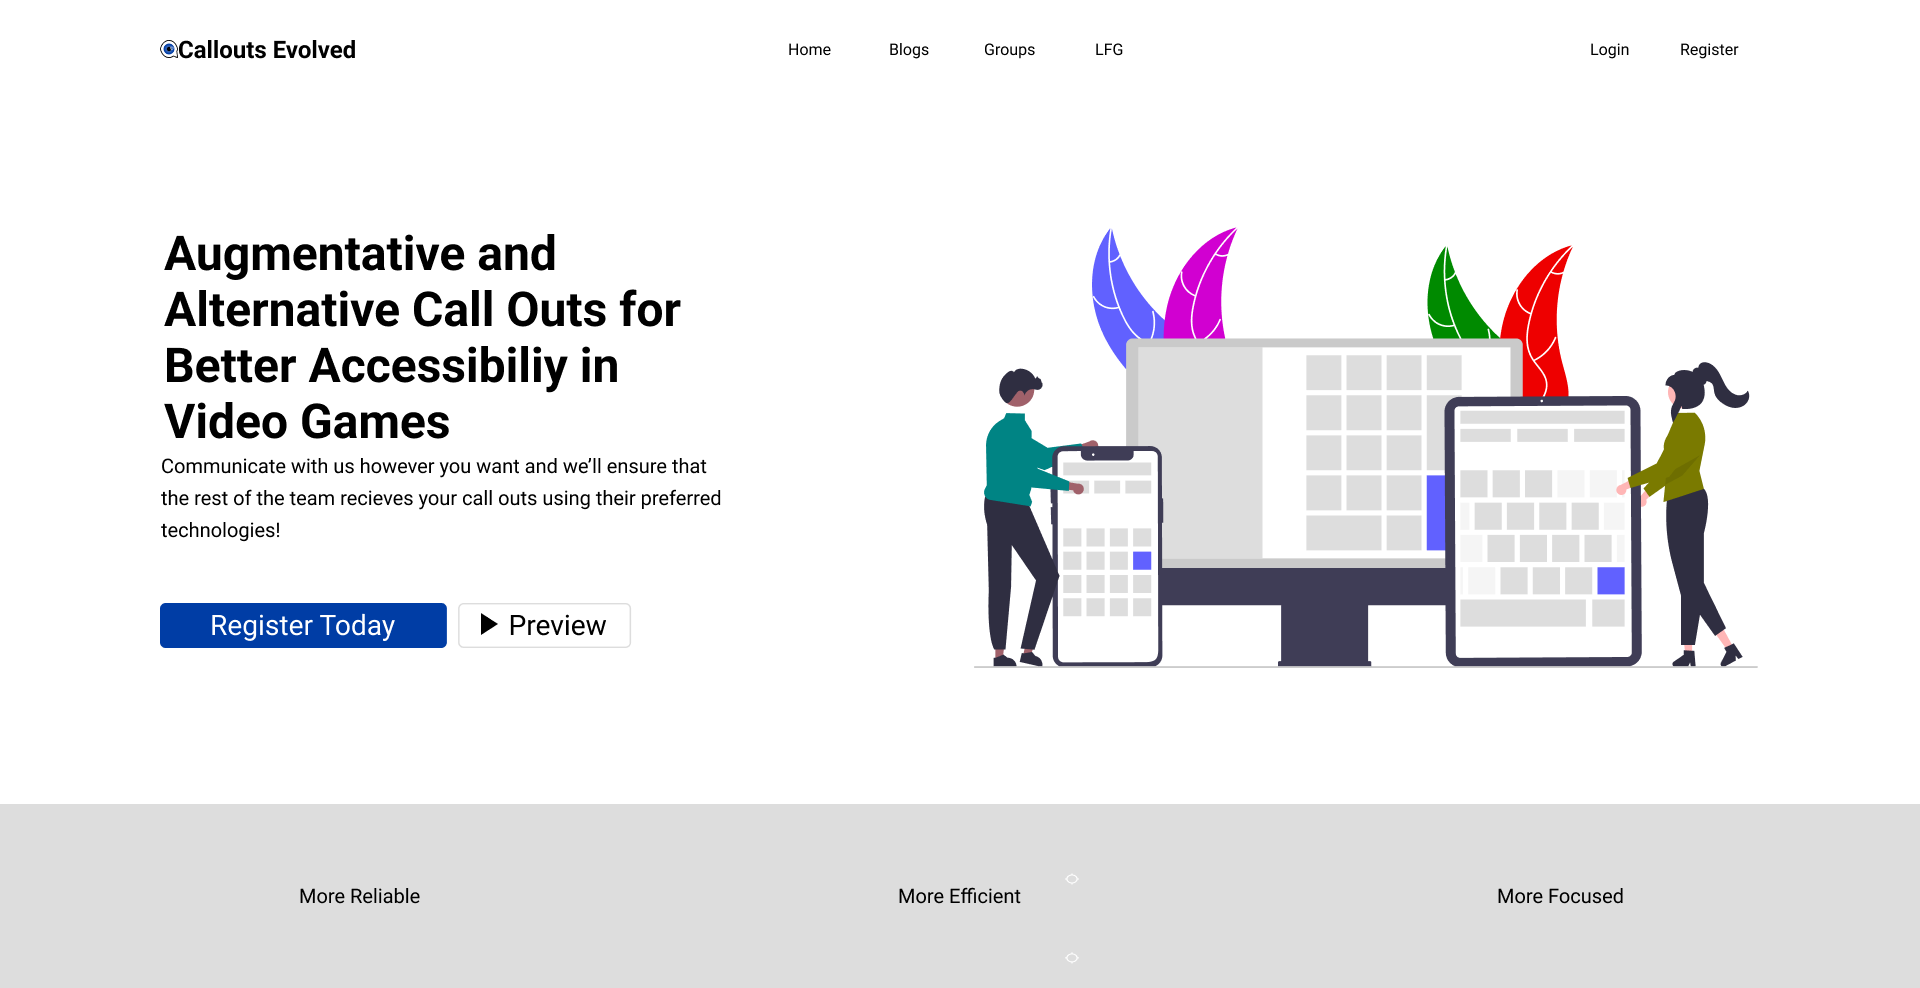 Callouts Evolved
Home Blogs Groups LFG
Login Register
Augmentative and
Alternative Call Outs for
Better Accessibiliy in
Video Games
Communicate with us however you want and we’ll ensure that
the rest of the team recieves your call outs using their preferred
technologies!
Register Today
Preview
More Reliable
More Efficient
More Focused